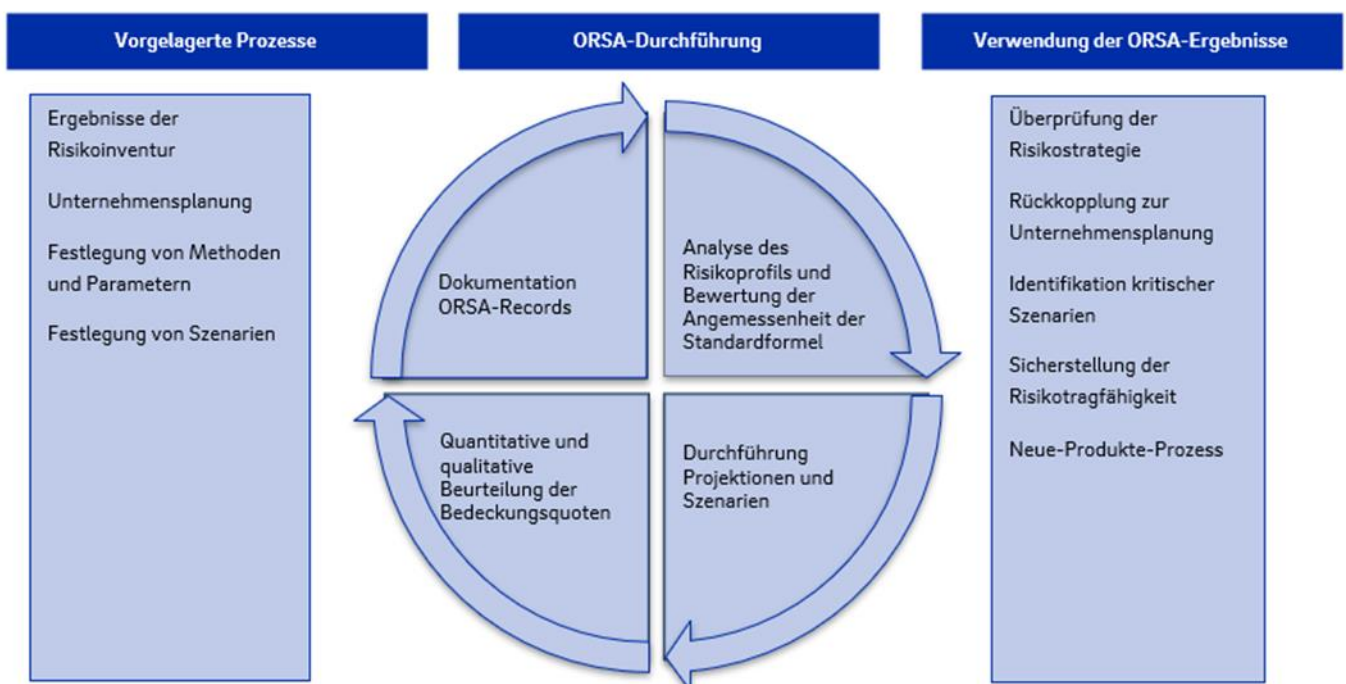 Vorgelagerte Prozesse
ORSA-Durchführung
Verwendung der ORSA-Ergebnisse
Ergebnisse der
Risikoinventur
Unternehmensplanung
Festlegung von Methoden
und Parametern
Festlegung von Szenarien
Dokumentation
ORSA-Records
Analyse des
Risikoprofils und
Bewertung der
Angemessenheit der
Standardformel
Quantitative und
qualitative
Beurteilung der
Bedeckungsquoten
Durchführung
Projektionen und
Szenarien
Überprüfung der
Risikostrategie
Rückkopplung zur
Unternehmensplanung
Identifikation kritischer
Szenarien
Sicherstellung der
Risikotragfähigkeit
Neue-Produkte-Prozess